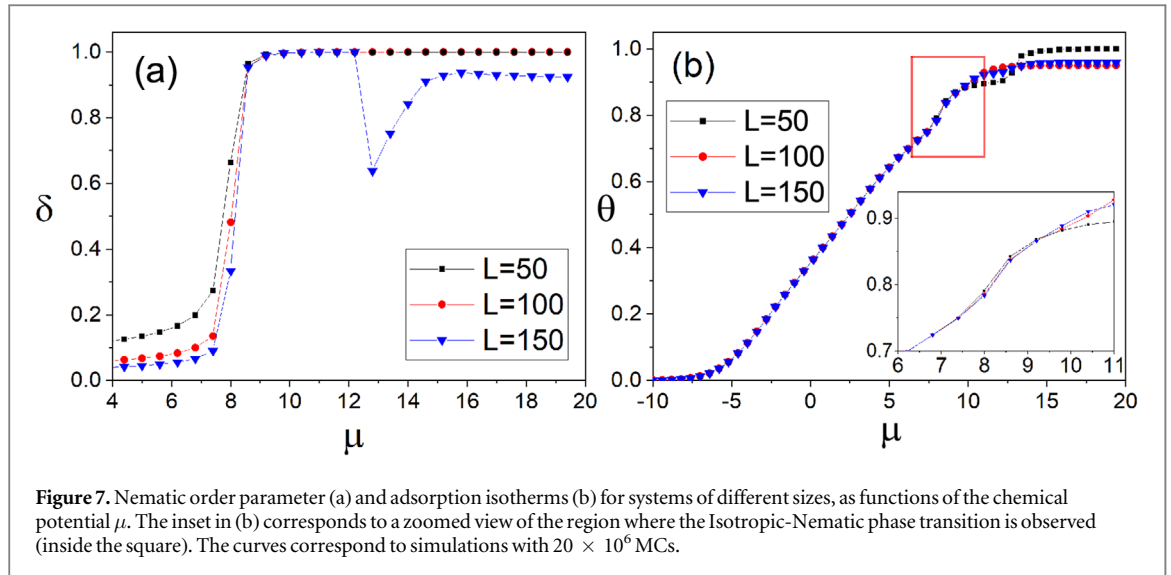 (a)
δ
1.0
0.8
0.6
0.4
0.2
0.0
L=50
L=100
L=150
4 6 8 10 12 14 16 18 20
μ
(b)
θ
1.0
0.8
0.6
0.4
0.2
0.0
L=50
L=100
L=150
0.9
0.8
0.7
6 7 8 9 10 11
-10 -5 0 5 10 15 20
μ
Figure 7. Nematic order parameter (a) and adsorption isotherms (b) for systems of different sizes, as functions of the chemical
potential μ. The inset in (b) corresponds to a zoomed view of the region where the Isotropic-Nematic phase transition is observed
(inside the square). The curves correspond to simulations with 20 × 10⁶ MCs.